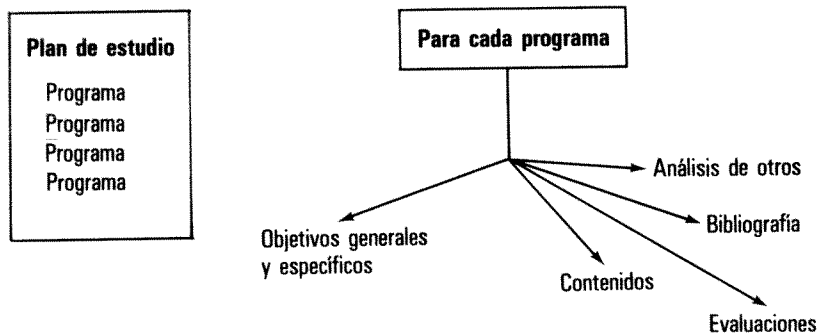 Plan de estudio
Programa
Programa
Programa
Programa
Para cada programa
Análisis de otros
Bibliografía
Objetivos generales
y específicos
Contenidos
Evaluaciones